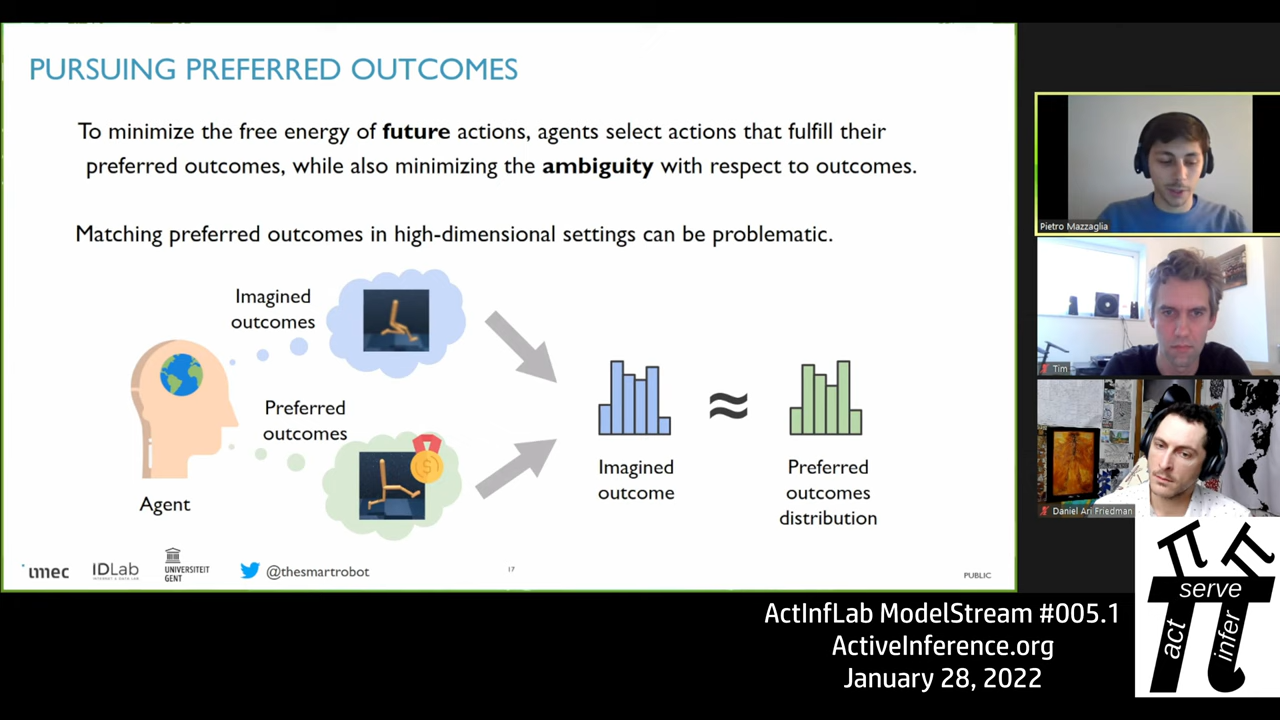 PURSUING PREFERRED OUTCOMES
To minimize the free energy of future actions, agents select actions that fulfill their
preferred outcomes, while also minimizing the ambiguity with respect to outcomes.
Matching preferred outcomes in high-dimensional settings can be problematic.
Imagined
outcomes
Preferred
outcomes
Agent
Imagined
outcome
≈
Preferred
outcomes
distribution
imec
IDLab
INTERNET & DATA LAB
UNIVERSITEIT
GENT
@thesmartrobot
17
PUBLIC
Pietro Mazzaglia
Tim
Daniel Ari Friedman
act
serve
infer
ActInfLab ModelStream #005.1
ActiveInference.org
January 28, 2022